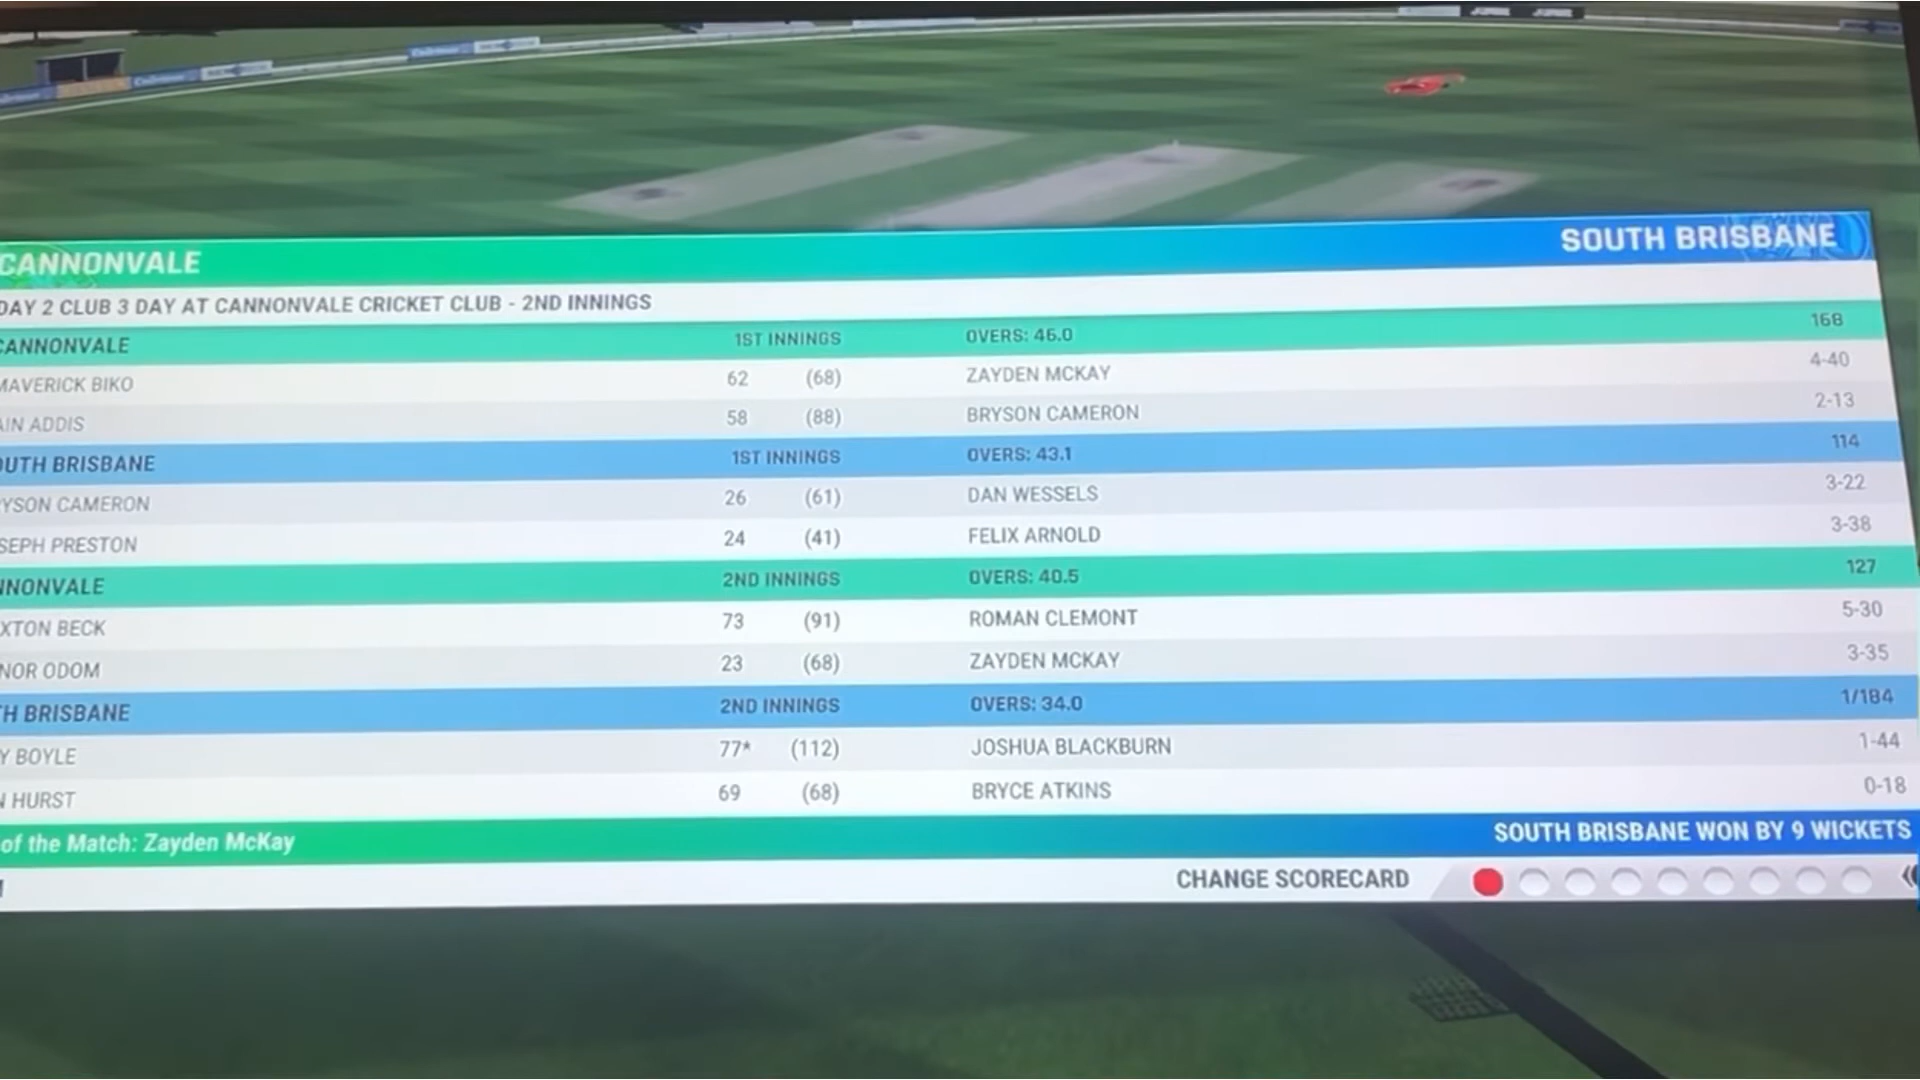 CANNONVALE
SOUTH BRISBANE
DAY 2 CLUB 3 DAY AT CANNONVALE CRICKET CLUB - 2ND INNINGS
CANNONVALE 1ST INNINGS OVERS: 46.0 168
MAVERICK BIKO 62 (68) ZAYDEN MCKAY 4-40
AIN ADDIS 58 (88) BRYSON CAMERON 2-13
OUTH BRISBANE 1ST INNINGS OVERS: 43.1 114
YSON CAMERON 26 (61) DAN WESSELS 3-22
SEPH PRESTON 24 (41) FELIX ARNOLD 3-38
NNONVALE 2ND INNINGS OVERS: 40.5 127
XTON BECK 73 (91) ROMAN CLEMONT 5-30
NOR ODOM 23 (68) ZAYDEN MCKAY 3-35
TH BRISBANE 2ND INNINGS OVERS: 34.0 1/184
Y BOYLE 77* (112) JOSHUA BLACKBURN 1-44
N HURST 69 (68) BRYCE ATKINS 0-18
of the Match: Zayden McKay
SOUTH BRISBANE WON BY 9 WICKETS
CHANGE SCORECARD